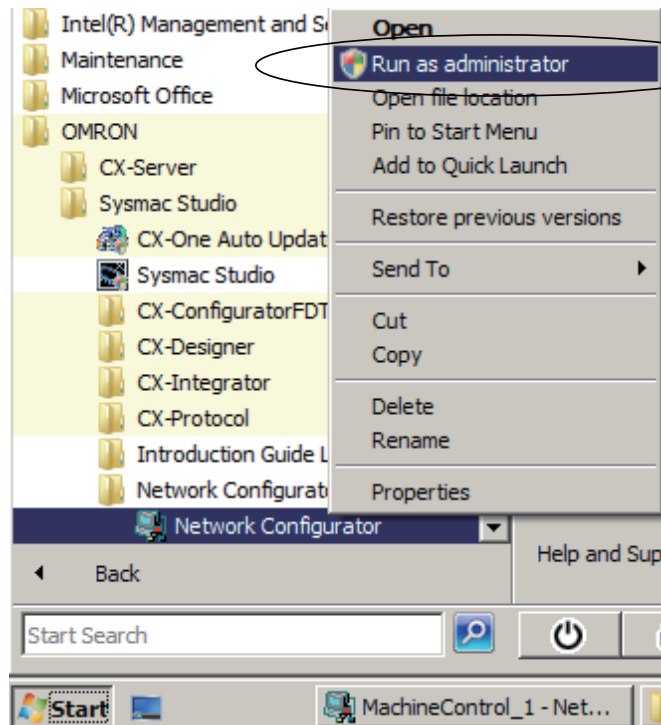 Intel(R) Management and
Maintenance
Microsoft Office
OMRON
CX-Server
Sysmac Studio
CX-One Auto Updat
Sysmac Studio
CX-ConfiguratorFDT
CX-Designer
CX-Integrator
CX-Protocol
Introduction Guide
Network Configurat
Network Configurator
Back
Start Search
Open
Run as administrator
Open file location
Pin to Start Menu
Add to Quick Launch
Restore previous versions
Send To
Cut
Copy
Delete
Rename
Properties
Help and Sup
Start
MachineControl_1 - Net...